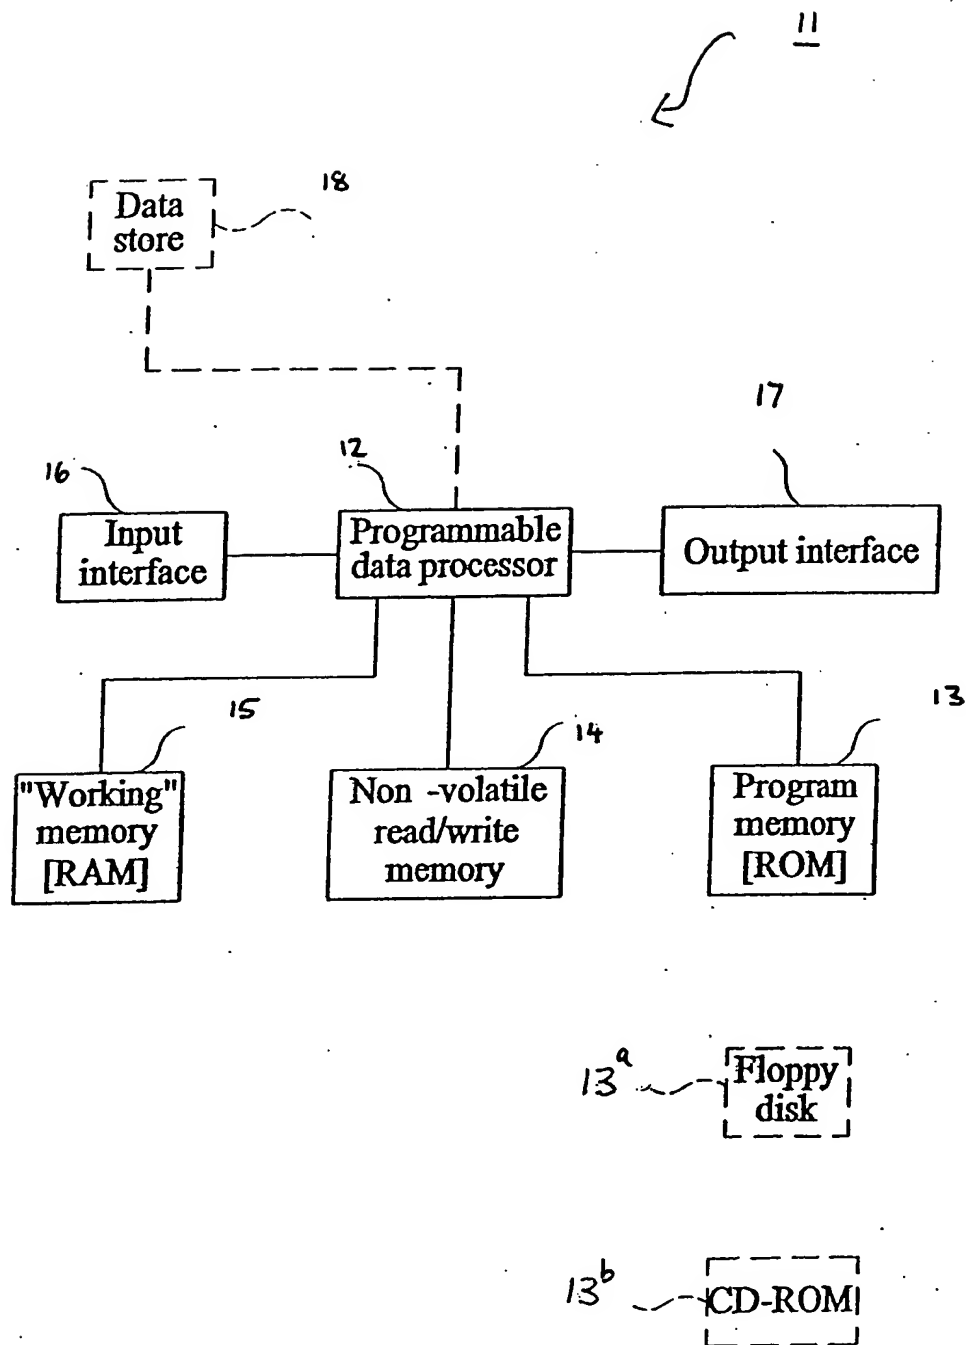 11
18
Data
store
17
12
16
Input
interface
Programmable
data processor
Output interface
15
14
13
"Working"
memory
[RAM]
Non -volatile
read/write
memory
Program
memory
[ROM]
13a
Floppy
disk
13b
CD-ROM